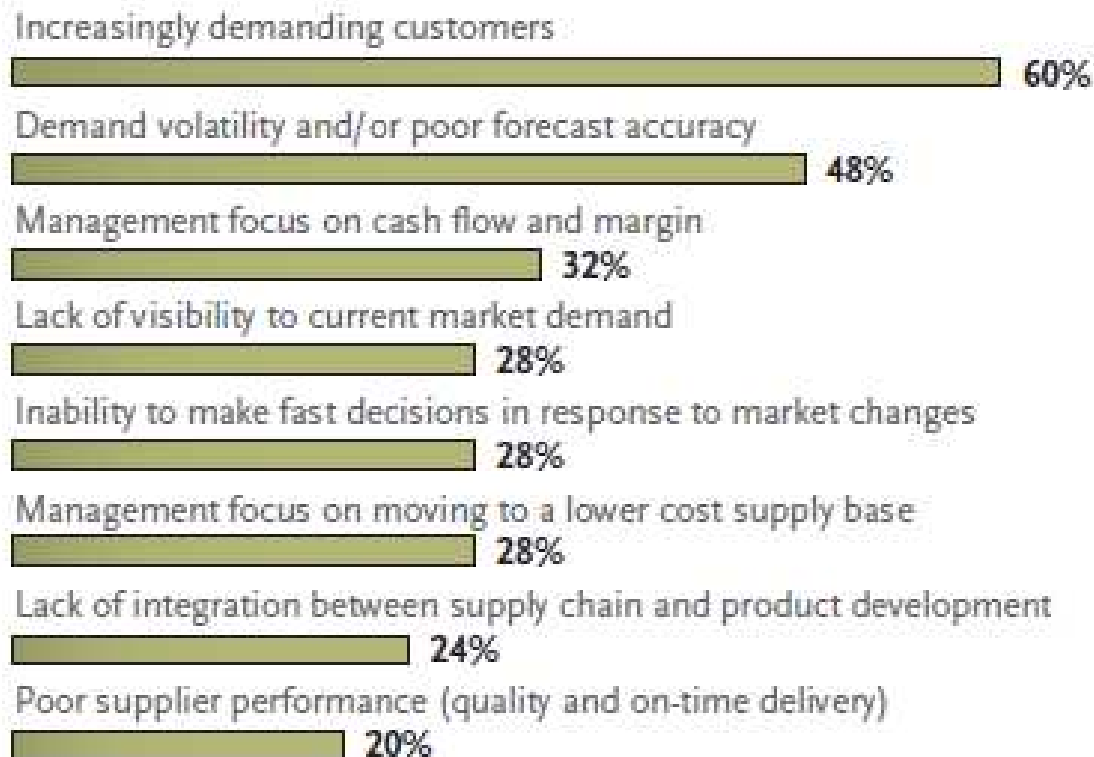 Increasingly demanding customers
60%
Demand volatility and/or poor forecast accuracy
48%
Management focus on cash flow and margin
32%
Lack of visibility to current market demand
28%
Inability to make fast decisions in response to market changes
28%
Management focus on moving to a lower cost supply base
28%
Lack of integration between supply chain and product development
24%
Poor supplier performance (quality and on-time delivery)
20%